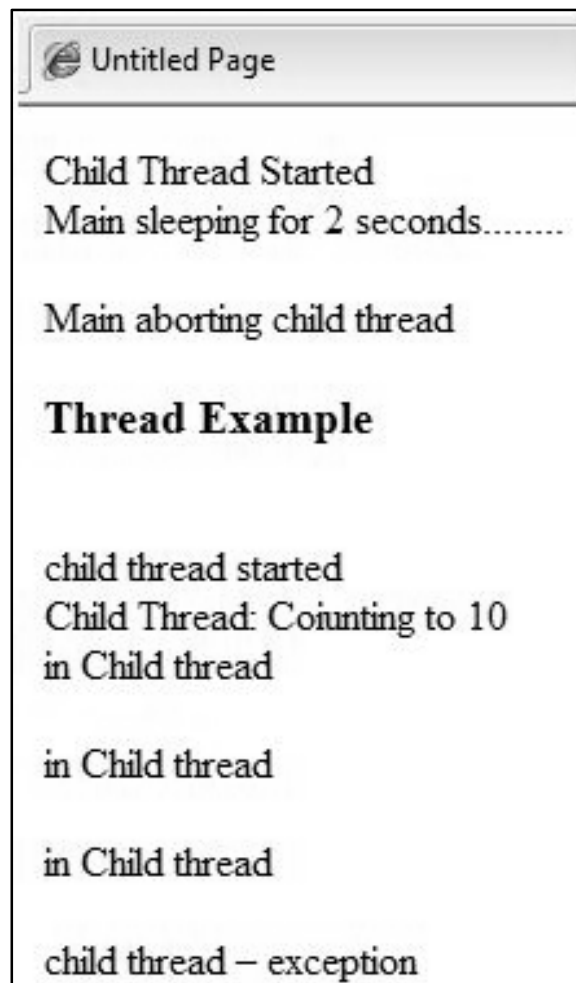 Untitled Page
Child Thread Started
Main sleeping for 2 seconds........
Main aborting child thread
Thread Example
child thread started
Child Thread: Coiunting to 10
in Child thread
in Child thread
in Child thread
child thread – exception